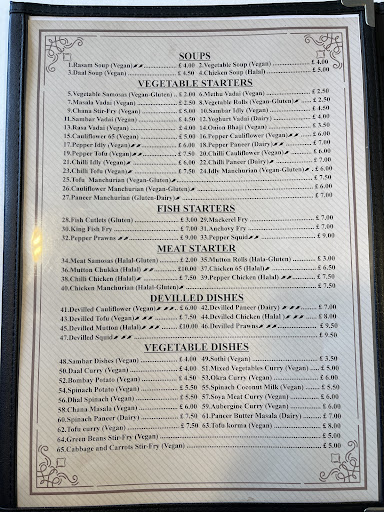 SOUPS
1.Rasam Soup (Vegan) £ 4.00 2.Vegetable Soup (Vegan) £ 4.00
3.Daal Soup (Vegan) £ 4.50 4.Chicken Soup (Halal) £ 5.00
VEGETABLE STARTERS
5.Vegetable Samosas (Vegan-Gluten) £ 2.00 6.Methu Vadai (Vegan) £ 2.50
7.Masala Vadai (Vegan) £ 2.50 8.Vegetable Rolls (Vegan-Gluten) £ 2.50
9.Chana Stir-Fry (Vegan) £ 5.00 10.Sambar Idly (Vegan) £ 4.50
11.Sambar Vadai (Vegan) £ 4.50 12.Yoghurt Vadai (Dairy) £ 4.00
13.Rasa Vadai (Vegan) £ 4.00 14.Onion Bhaji (Vegan) £ 3.50
15.Cauliflower 65 (Vegan) £ 5.00 16.Pepper Cauliflower (Vegan) £ 6.00
17.Pepper Idly (Vegan) £ 6.00 18.Pepper Paneer (Dairy) £ 7.00
19.Pepper Tofu (Vegan) £ 7.50 20.Chilli Cauliflower (Vegan) £ 6.00
21.Chilli Idly (Vegan) £ 6.00 22.Chilli Paneer (Dairy) £ 7.00
23.Chilli Tofu (Vegan) £ 7.50 24.Idly Manchurian (Vegan-Gluten) £ 6.00
25.Tofu Manchurian (Vegan-Gluten) £ 7.50
26.Cauliflower Manchurian (Vegan-Gluten) £ 6.00
27.Paneer Manchurian (Gluten-Dairy) £ 7.00
FISH STARTERS
28.Fish Cutlets (Gluten) £ 3.00 29.Mackerel Fry £ 7.00
30.King Fish Fry £ 7.00 31.Anchovy Fry £ 7.00
32.Pepper Prawns £ 9.00 33.Pepper Squid £ 9.00
MEAT STARTER
34.Meat Samosas (Halal-Gluten) £ 2.00 35.Mutton Rolls (Hala-Gluten) £ 3.00
36.Mutton Chukka (Halal) £10.00 37.Chicken 65 (Halal) £ 6.50
38.Chilli Chicken (Halal) £ 7.50 39.Pepper Chicken (Halal) £ 7.50
40.Chicken Manchurian (Halal-Gluten) £ 7.50
DEVILLED DISHES
41.Devilled Cauliflower (Vegan) £ 6.00 42.Devilled Paneer (Dairy) £ 7.00
43.Devilled Tofu (Vegan) £ 7.50 44.Devilled Chicken (Halal) £ 8.00
45.Devilled Mutton (Halal) £10.00 46.Devilled Prawns £ 9.50
47.Devilled Squid £ 9.50
VEGETABLE DISHES
48.Sambar Dishes (Vegan) £ 4.00 49.Sothi (Vegan) £ 3.50
50.Daal Curry (Vegan) £ 4.00 51.Mixed Vegetables Curry (Vegan) £ 5.00
52.Bombay Potato (Vegan) £ 4.50 53.Okra Curry (Vegan) £ 6.00
54.Spinach Potato (Vegan) £ 5.50 55.Spinach Coconut Milk (Vegan) £ 5.50
56.Dhal Spinach (Vegan) £ 5.50 57.Soya Meat Curry (Vegan) £ 6.00
58.Chana Masala (Vegan) £ 6.00 59.Aubergine Curry (Vegan) £ 6.00
60.Spinach Paneer (Dairy) £ 7.50 61.Paneer Butter Masala (Dairy) £ 7.00
62.Tofu curry (Vegan) £ 7.50 63.Tofu korma (Vegan) £ 8.00
64.Green Beans Stir-Fry (Vegan) £ 5.00
65.Cabbage and Carrots Stir-Fry (Vegan) £ 5.00